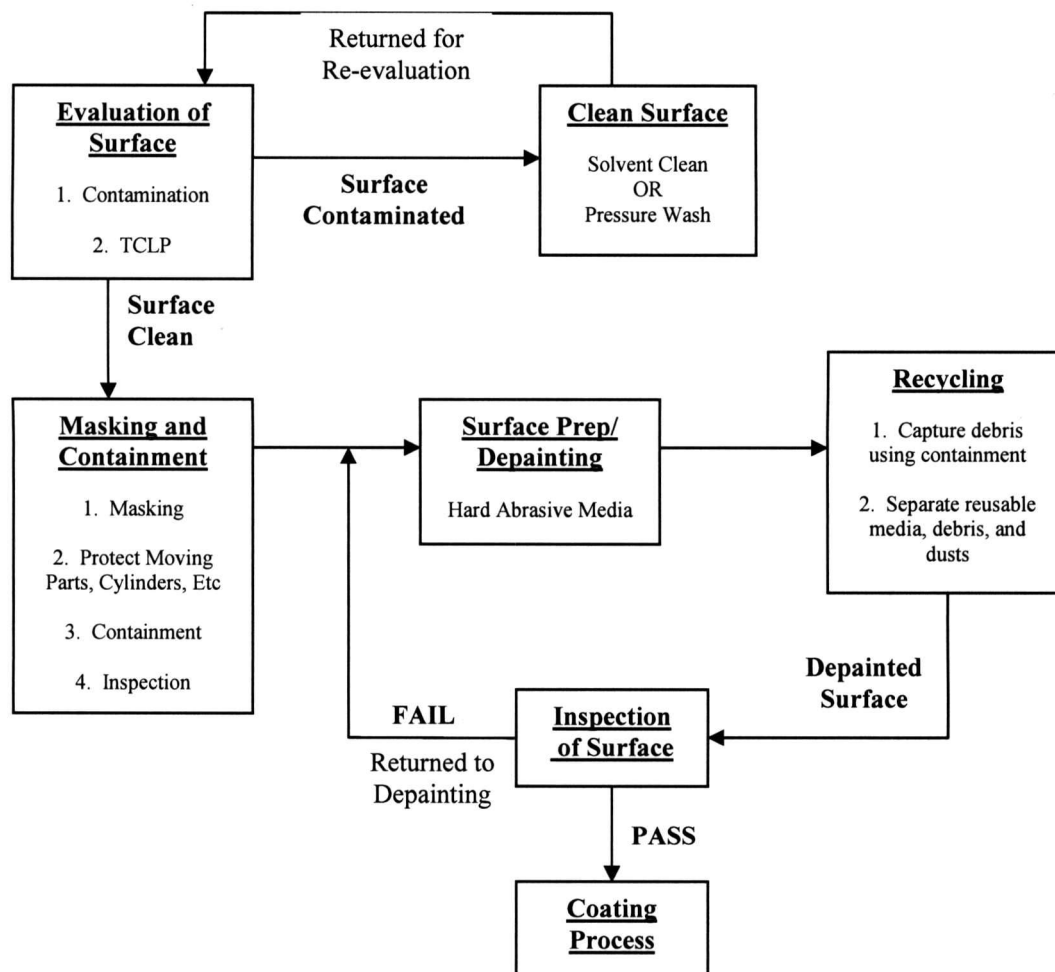 Returned for
Re-evaluation
Evaluation of
Surface
1. Contamination
2. TCLP
Surface
Contaminated
Clean Surface
Solvent Clean
OR
Pressure Wash
Surface
Clean
Masking and
Containment
1. Masking
2. Protect Moving
Parts, Cylinders, Etc
3. Containment
4. Inspection
Surface Prep/
Depainting
Hard Abrasive Media
Recycling
1. Capture debris
using containment
2. Separate reusable
media, debris, and
dusts
Depainted
Surface
Inspection
of Surface
FAIL
Returned to
Depainting
PASS
Coating
Process